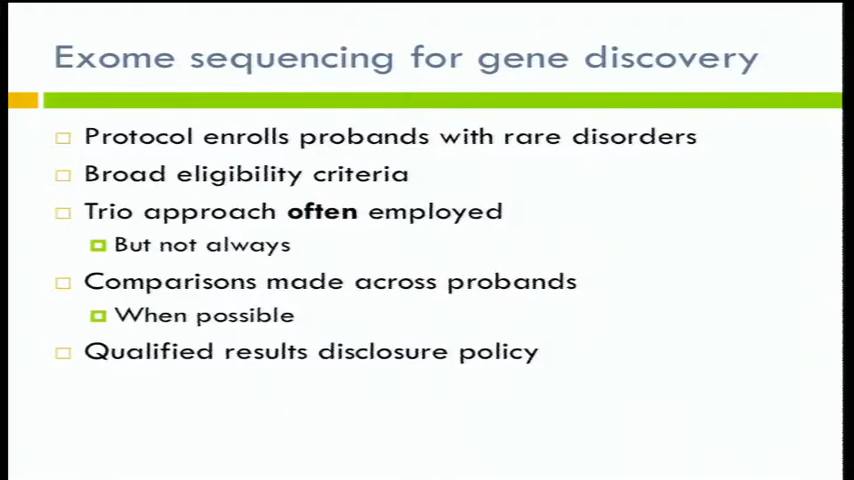 Exome sequencing for gene discovery
Protocol enrolls probands with rare disorders
Broad eligibility criteria
Trio approach often employed
But not always
Comparisons made across probands
When possible
Qualified results disclosure policy